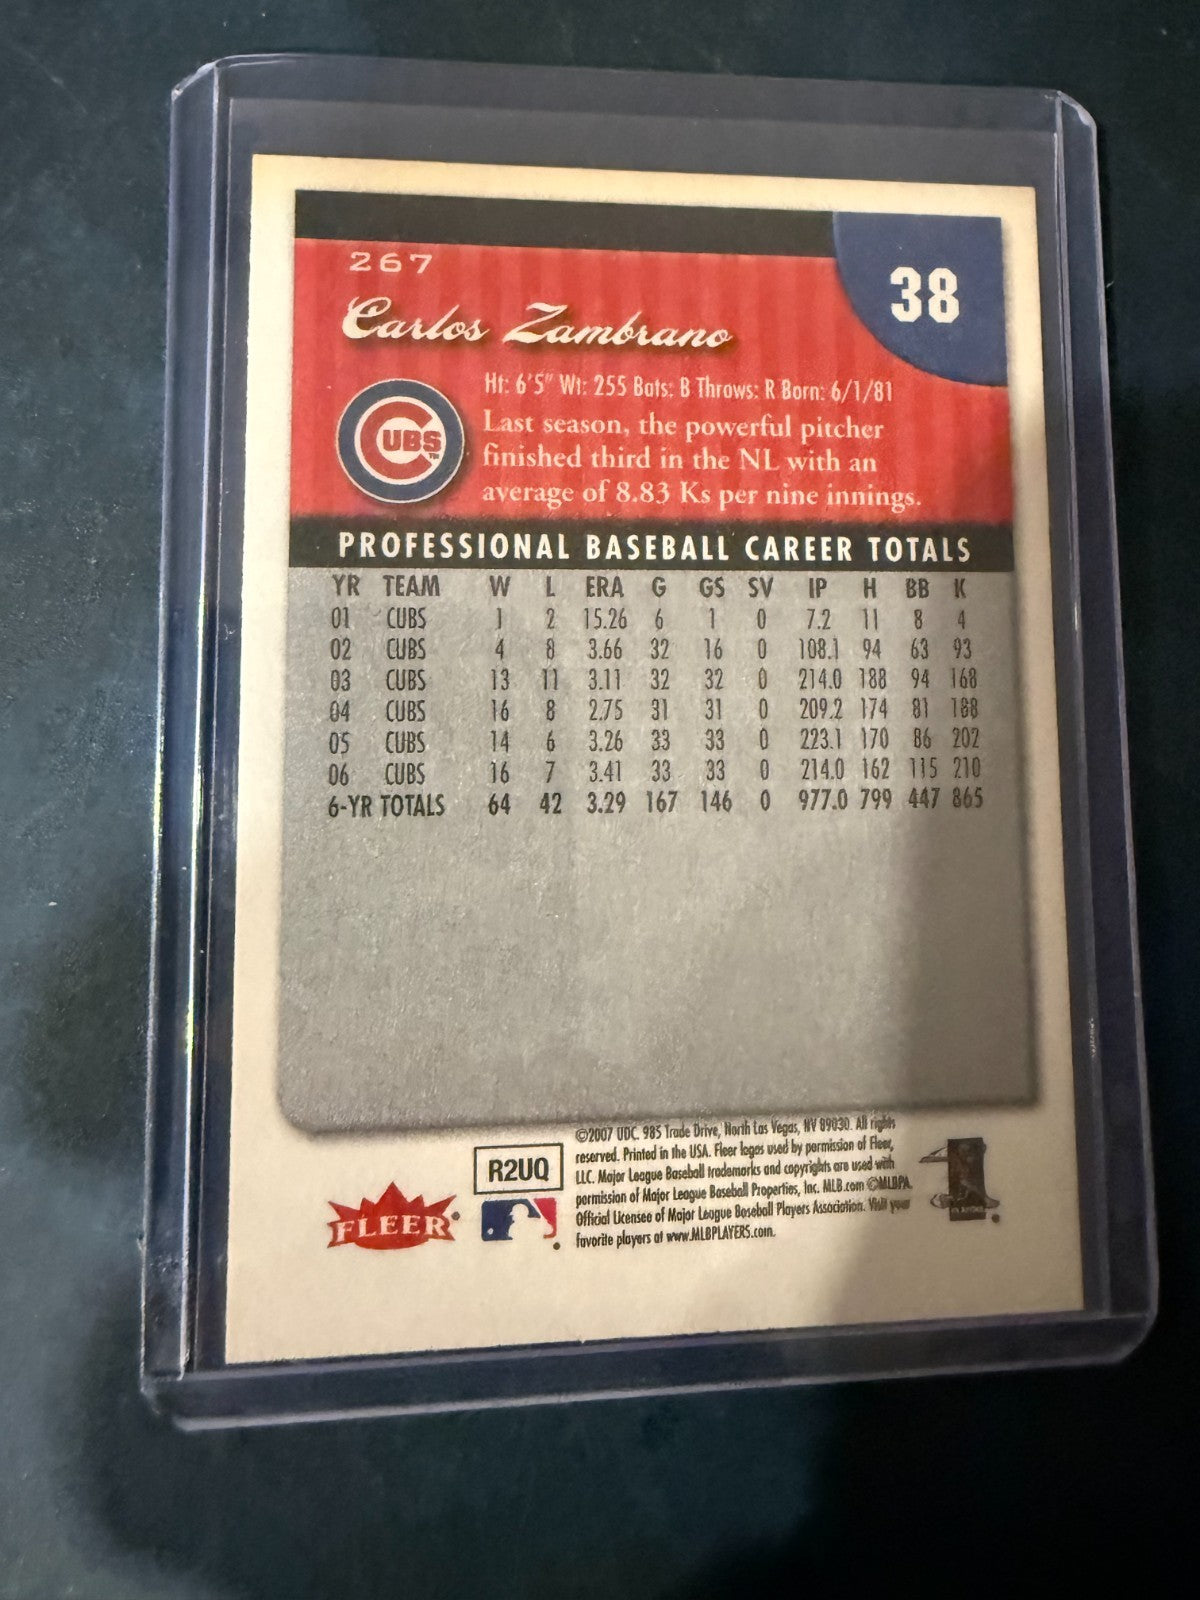 267
38
Carlos Zambrano
Ht: 6'5" Wt: 255 Bats: B Throws: R Born: 6/1/81
CUBS
Last season, the powerful pitcher
finished third in the NL with an
average of 8.83 Ks per nine innings.
PROFESSIONAL BASEBALL CAREER TOTALS
YR TEAM W L ERA G GS SV IP H BB K
01 CUBS 1 2 15.26 6 1 0 7.2 11 8 4
02 CUBS 4 8 3.66 32 16 0 108.1 94 63 93
03 CUBS 13 11 3.11 32 32 0 214.0 188 94 168
04 CUBS 16 8 2.75 31 31 0 209.2 174 81 188
05 CUBS 14 6 3.26 33 33 0 223.1 170 86 202
06 CUBS 16 7 3.41 33 33 0 214.0 162 115 210
6-YR TOTALS 64 42 3.29 167 146 0 977.0 799 447 865
©2007 UDC. 985 Trade Drive, North Las Vegas, NV 89030. All rights
reserved. Printed in the USA. Fleer logos used by permission of Fleer,
LLC. Major League Baseball trademarks and copyrights are used with
permission of Major League Baseball Properties, Inc. MLB.com ©MLBPA
Official Licensee of Major League Baseball Players Association. Visit your
favorite players at www.MLBPLAYERS.com.
R2UQ
FLEER